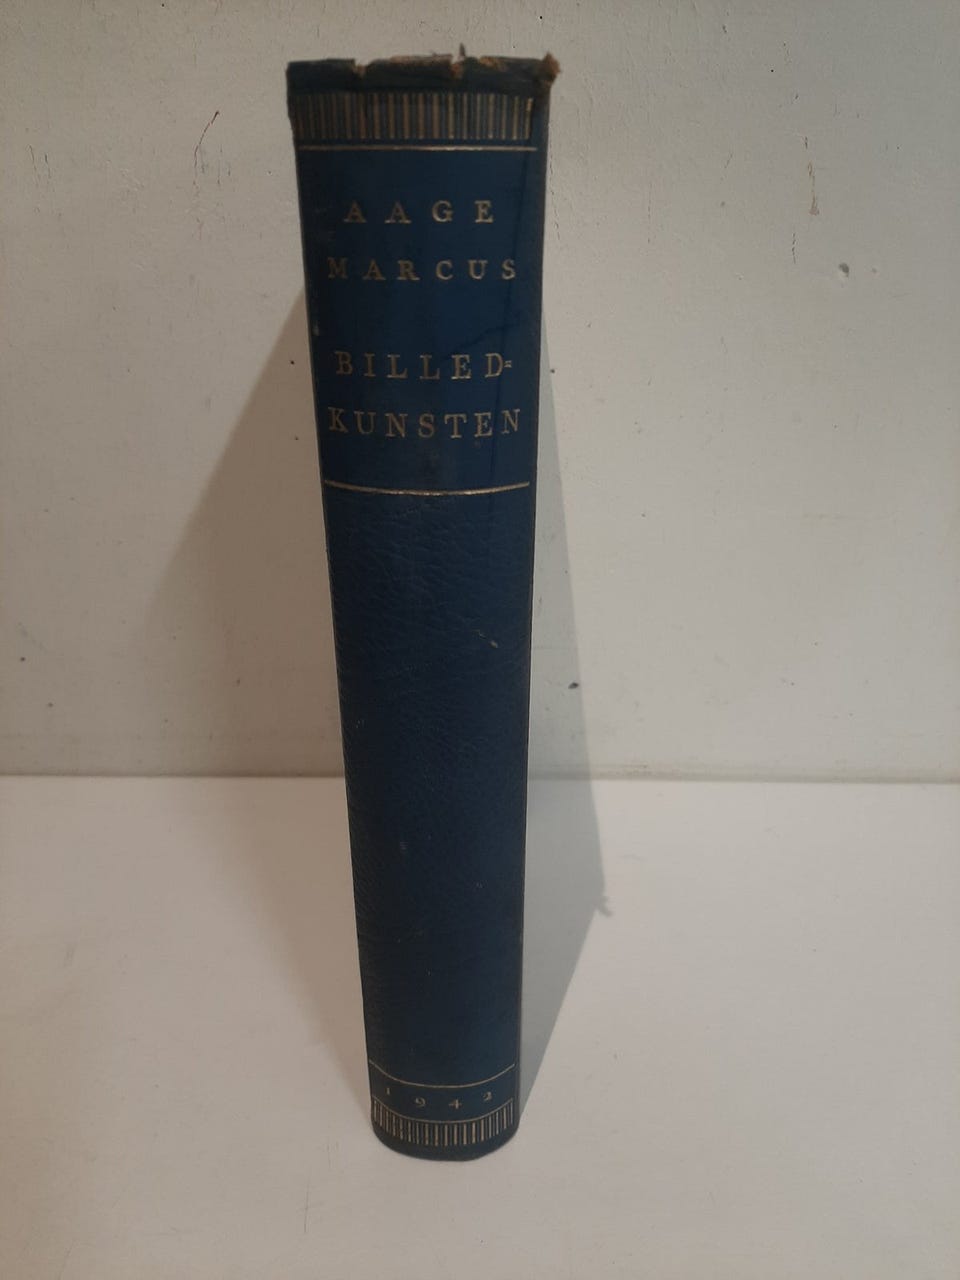 AAGE
MARCUS
BILLED=
KUNSTEN
1942